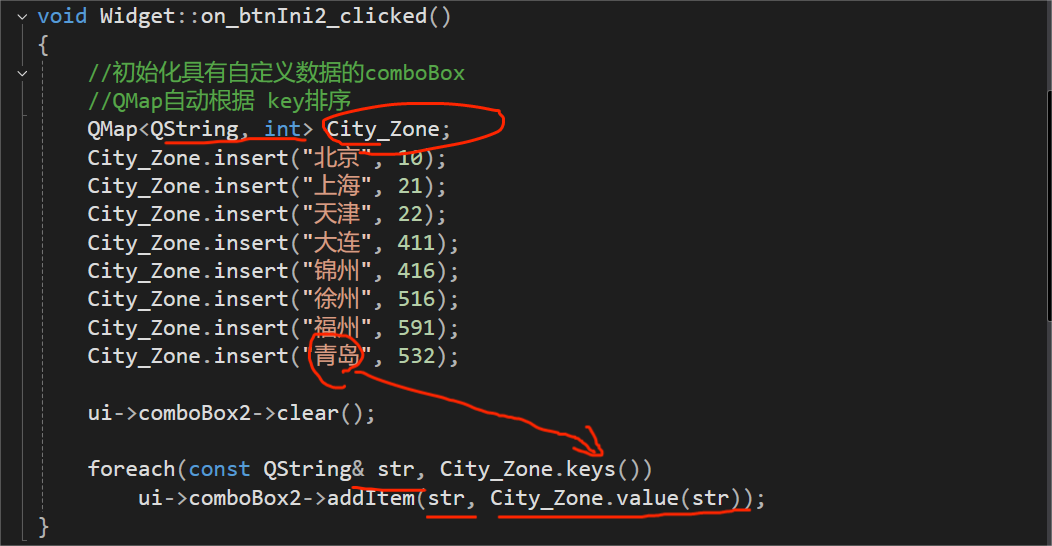 void Widget::on_btnIni2_clicked()
{
//初始化具有自定义数据的comboBox
//QMap自动根据 key排序
QMap<QString, int> City_Zone;
City_Zone.insert("北京", 10);
City_Zone.insert("上海", 21);
City_Zone.insert("天津", 22);
City_Zone.insert("大连", 411);
City_Zone.insert("锦州", 416);
City_Zone.insert("徐州", 516);
City_Zone.insert("福州", 591);
City_Zone.insert("青岛", 532);
ui->comboBox2->clear();
foreach(const QString& str, City_Zone.keys())
ui->comboBox2->addItem(str, City_Zone.value(str));
}